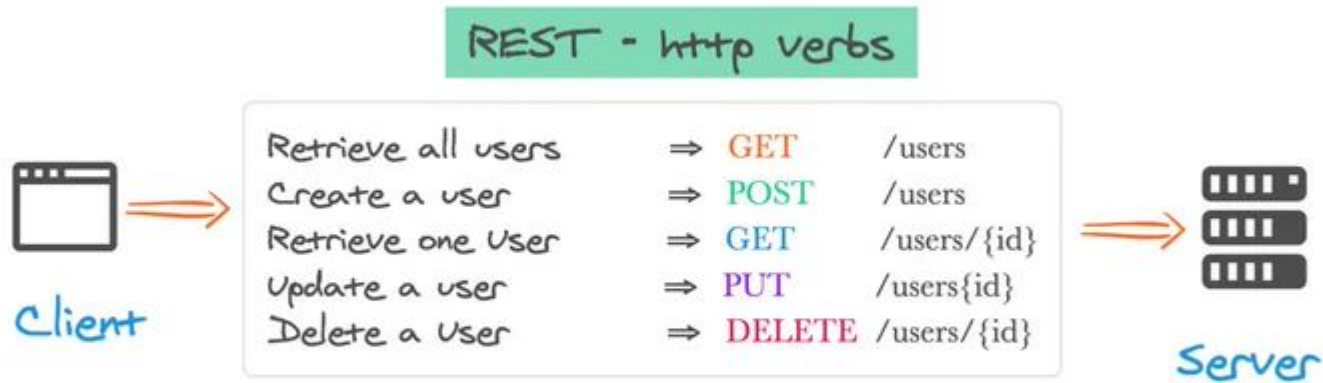 REST - http verbs
Retrieve all users ⇒ GET /users
Create a user ⇒ POST /users
Retrieve one User ⇒ GET /users/{id}
Update a user ⇒ PUT /users{id}
Delete a User ⇒ DELETE /users/{id}
Client
Server